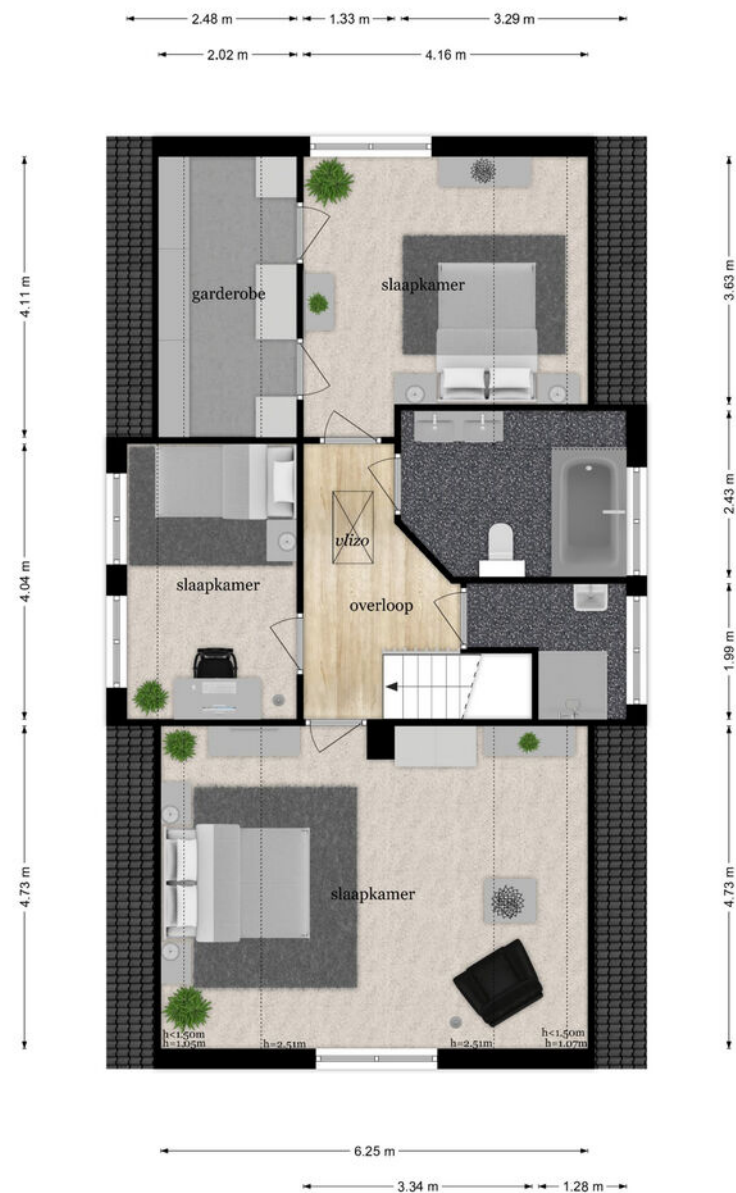 2.48 m 1.33 m 3.29 m
2.02 m 4.16 m
4.11 m
4.04 m
4.73 m
3.63 m
2.43 m
1.99 m
4.73 m
garderobe
slaapkamer
vlizo
slaapkamer
overloop
slaapkamer
h<1.50m
h=1.05m
h=2.51m
h=2.51m
h<1.50m
h=1.07m
6.25 m
3.34 m 1.28 m